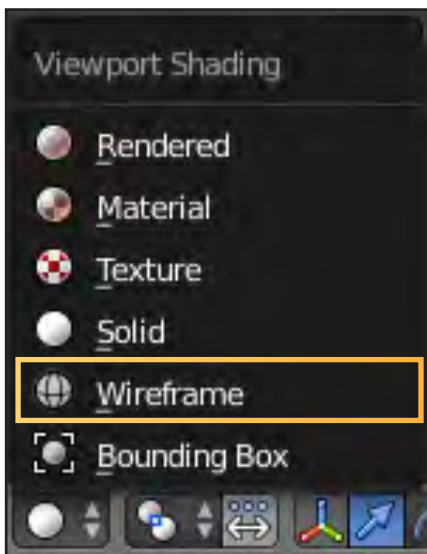 Viewport Shading
Rendered
Material
Texture
Solid
Wireframe
Bounding Box